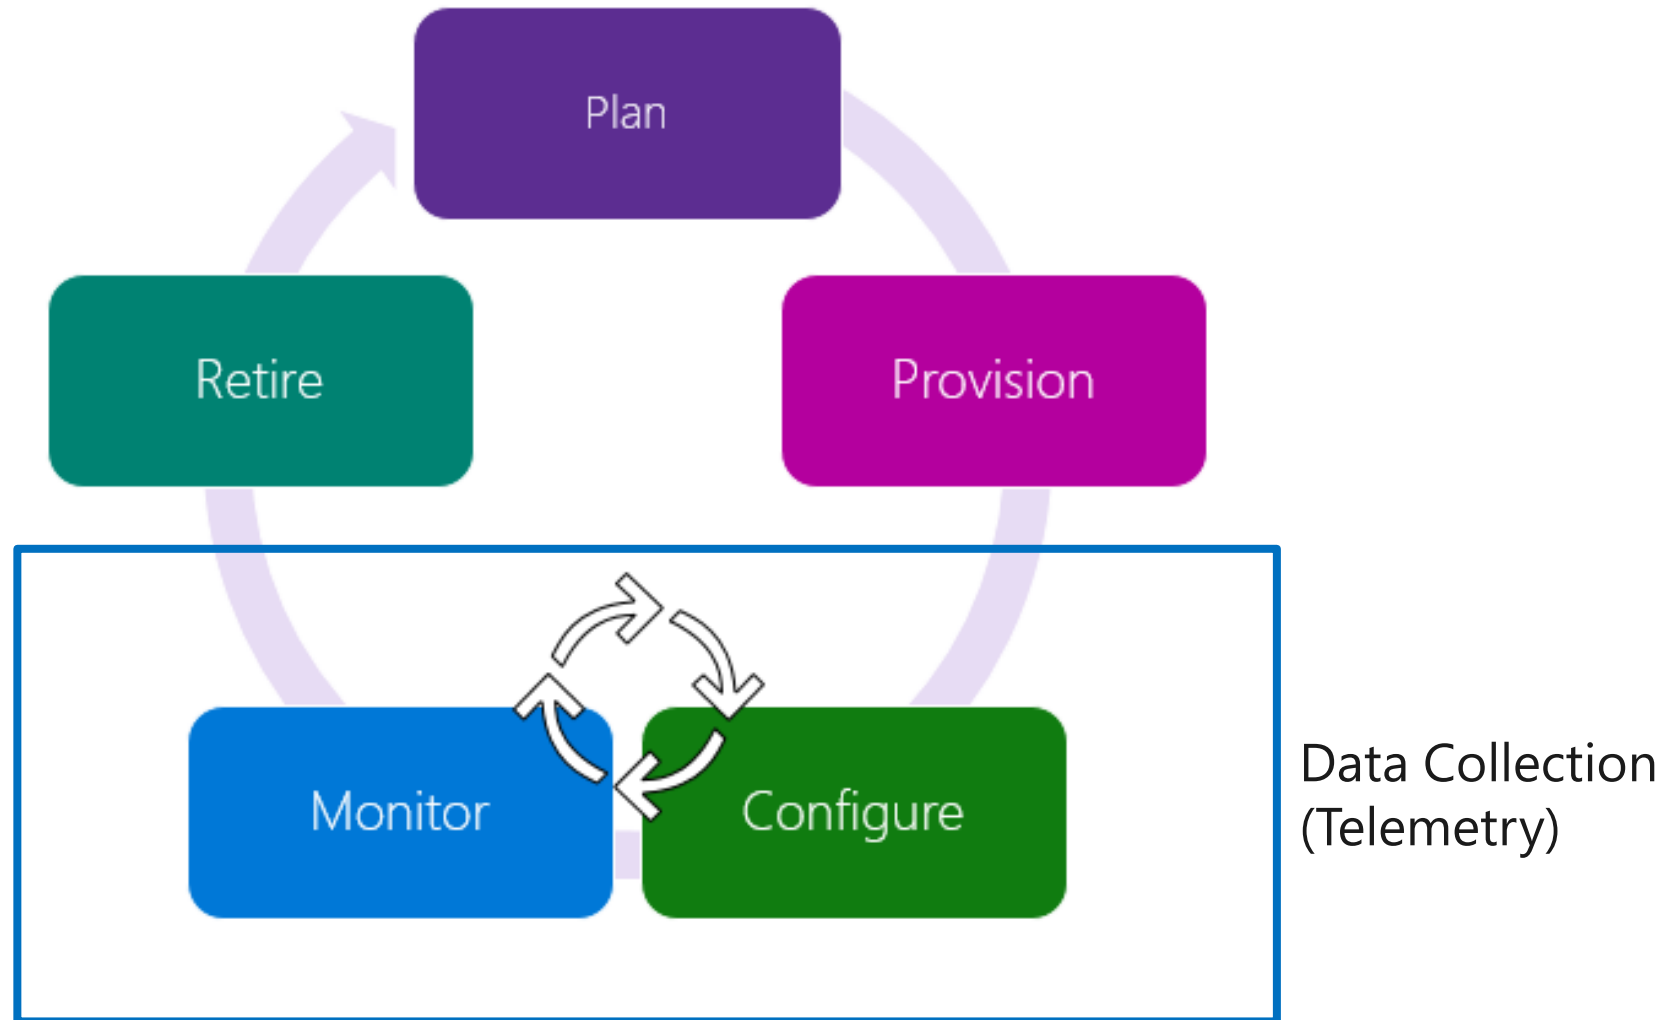 Plan
Retire
Provision
Monitor
Configure
Data Collection
(Telemetry)